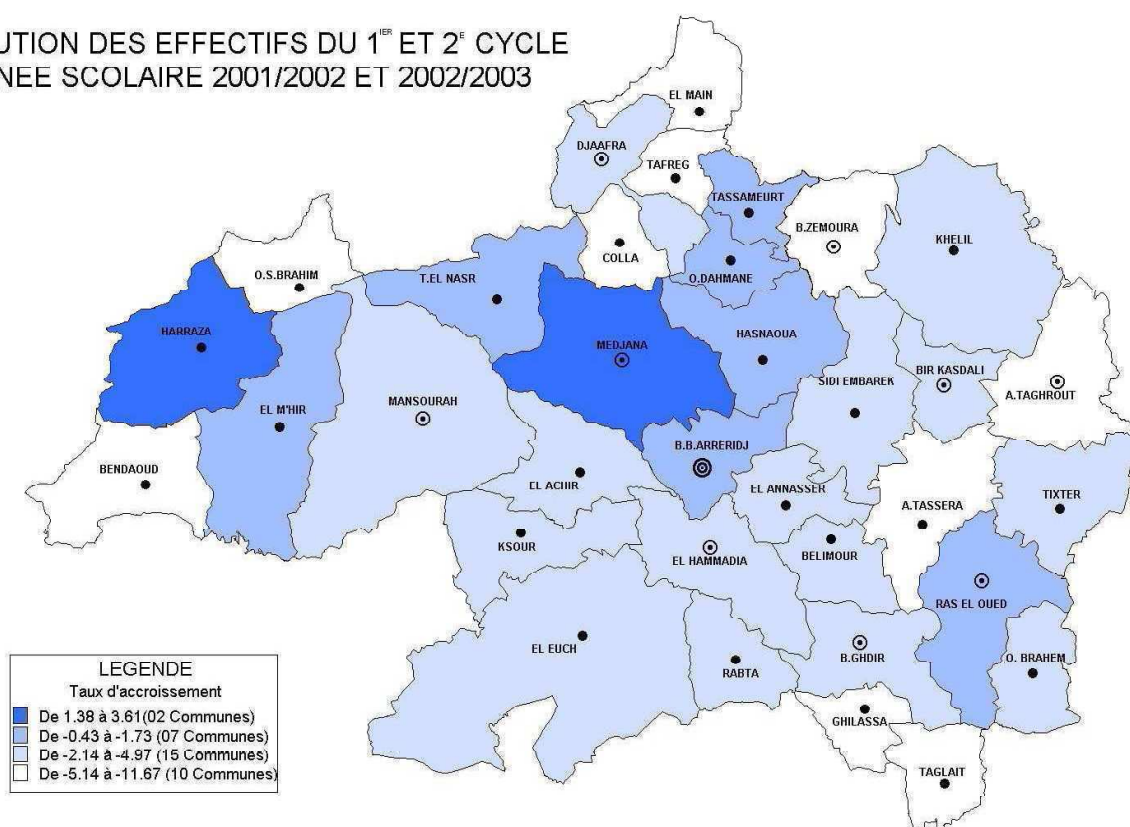 UTION DES EFFECTIFS DU 1IER ET 2E CYCLE
NEE SCOLAIRE 2001/2002 ET 2002/2003
EL MAIN
DJAAFRA
TAFREG
TASSAMEURT
B.ZEMOURA
KHELIL
COLLA
O.DAHMANE
O.S.BRAHIM
T.EL NASR
HARRAZA
MEDJANA
HASNAOUA
SIDI EMBAREK
BIR KASDALI
A.TAGHROUT
EL M'HIR
MANSOURAH
B.B.ARRERIDJ
BENDAOUD
EL ACHIR
EL ANNASSER
A.TASSERA
TIXTER
KSOUR
EL HAMMADIA
BELIMOUR
RAS EL OUED
EL EUCH
RABTA
B.GHDIR
O. BRAHEM
GHILASSA
TAGLAIT
LEGENDE
Taux d'accroissement
De 1.38 à 3.61(02 Communes)
De -0.43 à -1.73 (07 Communes)
De -2.14 à -4.97 (15 Communes)
De -5.14 à -11.67 (10 Communes)